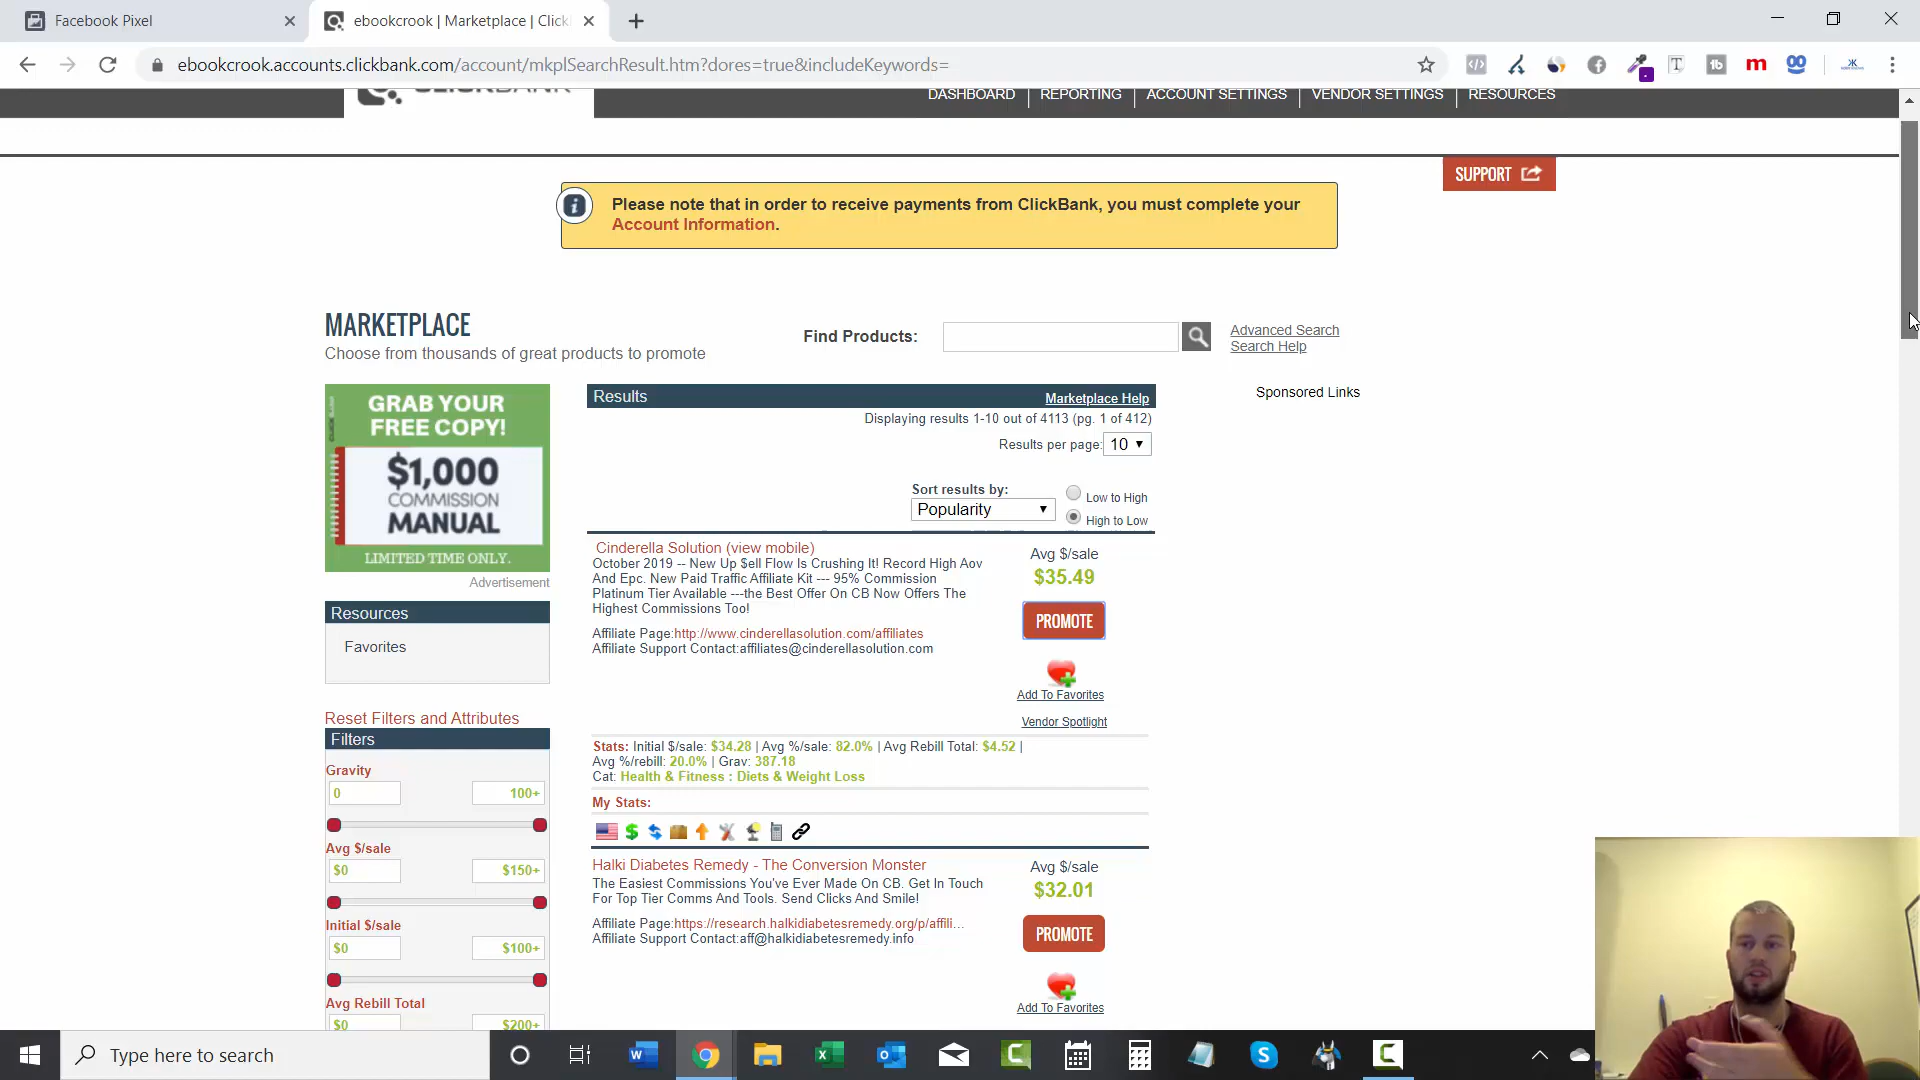 Facebook Pixel
ebookcrook | Marketplace | Click
ebookcrook.accounts.clickbank.com/account/mkplSearchResult.htm?dores=true&includeKeywords=
CLICKBANK
DASHBOARD
REPORTING
ACCOUNT SETTINGS
VENDOR SETTINGS
RESOURCES
SUPPORT
Please note that in order to receive payments from ClickBank, you must complete your
Account Information.
MARKETPLACE
Choose from thousands of great products to promote
Find Products:
Advanced Search
Search Help
GRAB YOUR
FREE COPY!
$1,000
COMMISSION
MANUAL
LIMITED TIME ONLY.
Advertisement
Resources
Favorites
Reset Filters and Attributes
Filters
Gravity
0
100+
Avg $/sale
$0
$150+
Initial $/sale
$0
$100+
Avg Rebill Total
$0
$200+
Results
Marketplace Help
Displaying results 1-10 out of 4113 (pg. 1 of 412)
Results per page: 10
Sort results by:
Popularity
Low to High
High to Low
Cinderella Solution (view mobile)
October 2019 -- New Up $ell Flow Is Crushing It! Record High Aov
And Epc. New Paid Traffic Affiliate Kit --- 95% Commission
Platinum Tier Available ---the Best Offer On CB Now Offers The
Highest Commissions Too!
Affiliate Page:http://www.cinderellasolution.com/affiliates
Affiliate Support Contact:affiliates@cinderellasolution.com
Avg $/sale
$35.49
PROMOTE
Add To Favorites
Vendor Spotlight
Stats: Initial $/sale: $34.28 | Avg %/sale: 82.0% | Avg Rebill Total: $4.52 |
Avg %/rebill: 20.0% | Grav: 387.18
Cat: Health & Fitness : Diets & Weight Loss
My Stats:
Halki Diabetes Remedy - The Conversion Monster
The Easiest Commissions You've Ever Made On CB. Get In Touch
For Top Tier Comms And Tools. Send Clicks And Smile!
Affiliate Page:https://research.halkidiabetesremedy.org/p/affili...
Affiliate Support Contact:aff@halkidiabetesremedy.info
Avg $/sale
$32.01
PROMOTE
Add To Favorites
Sponsored Links
Type here to search